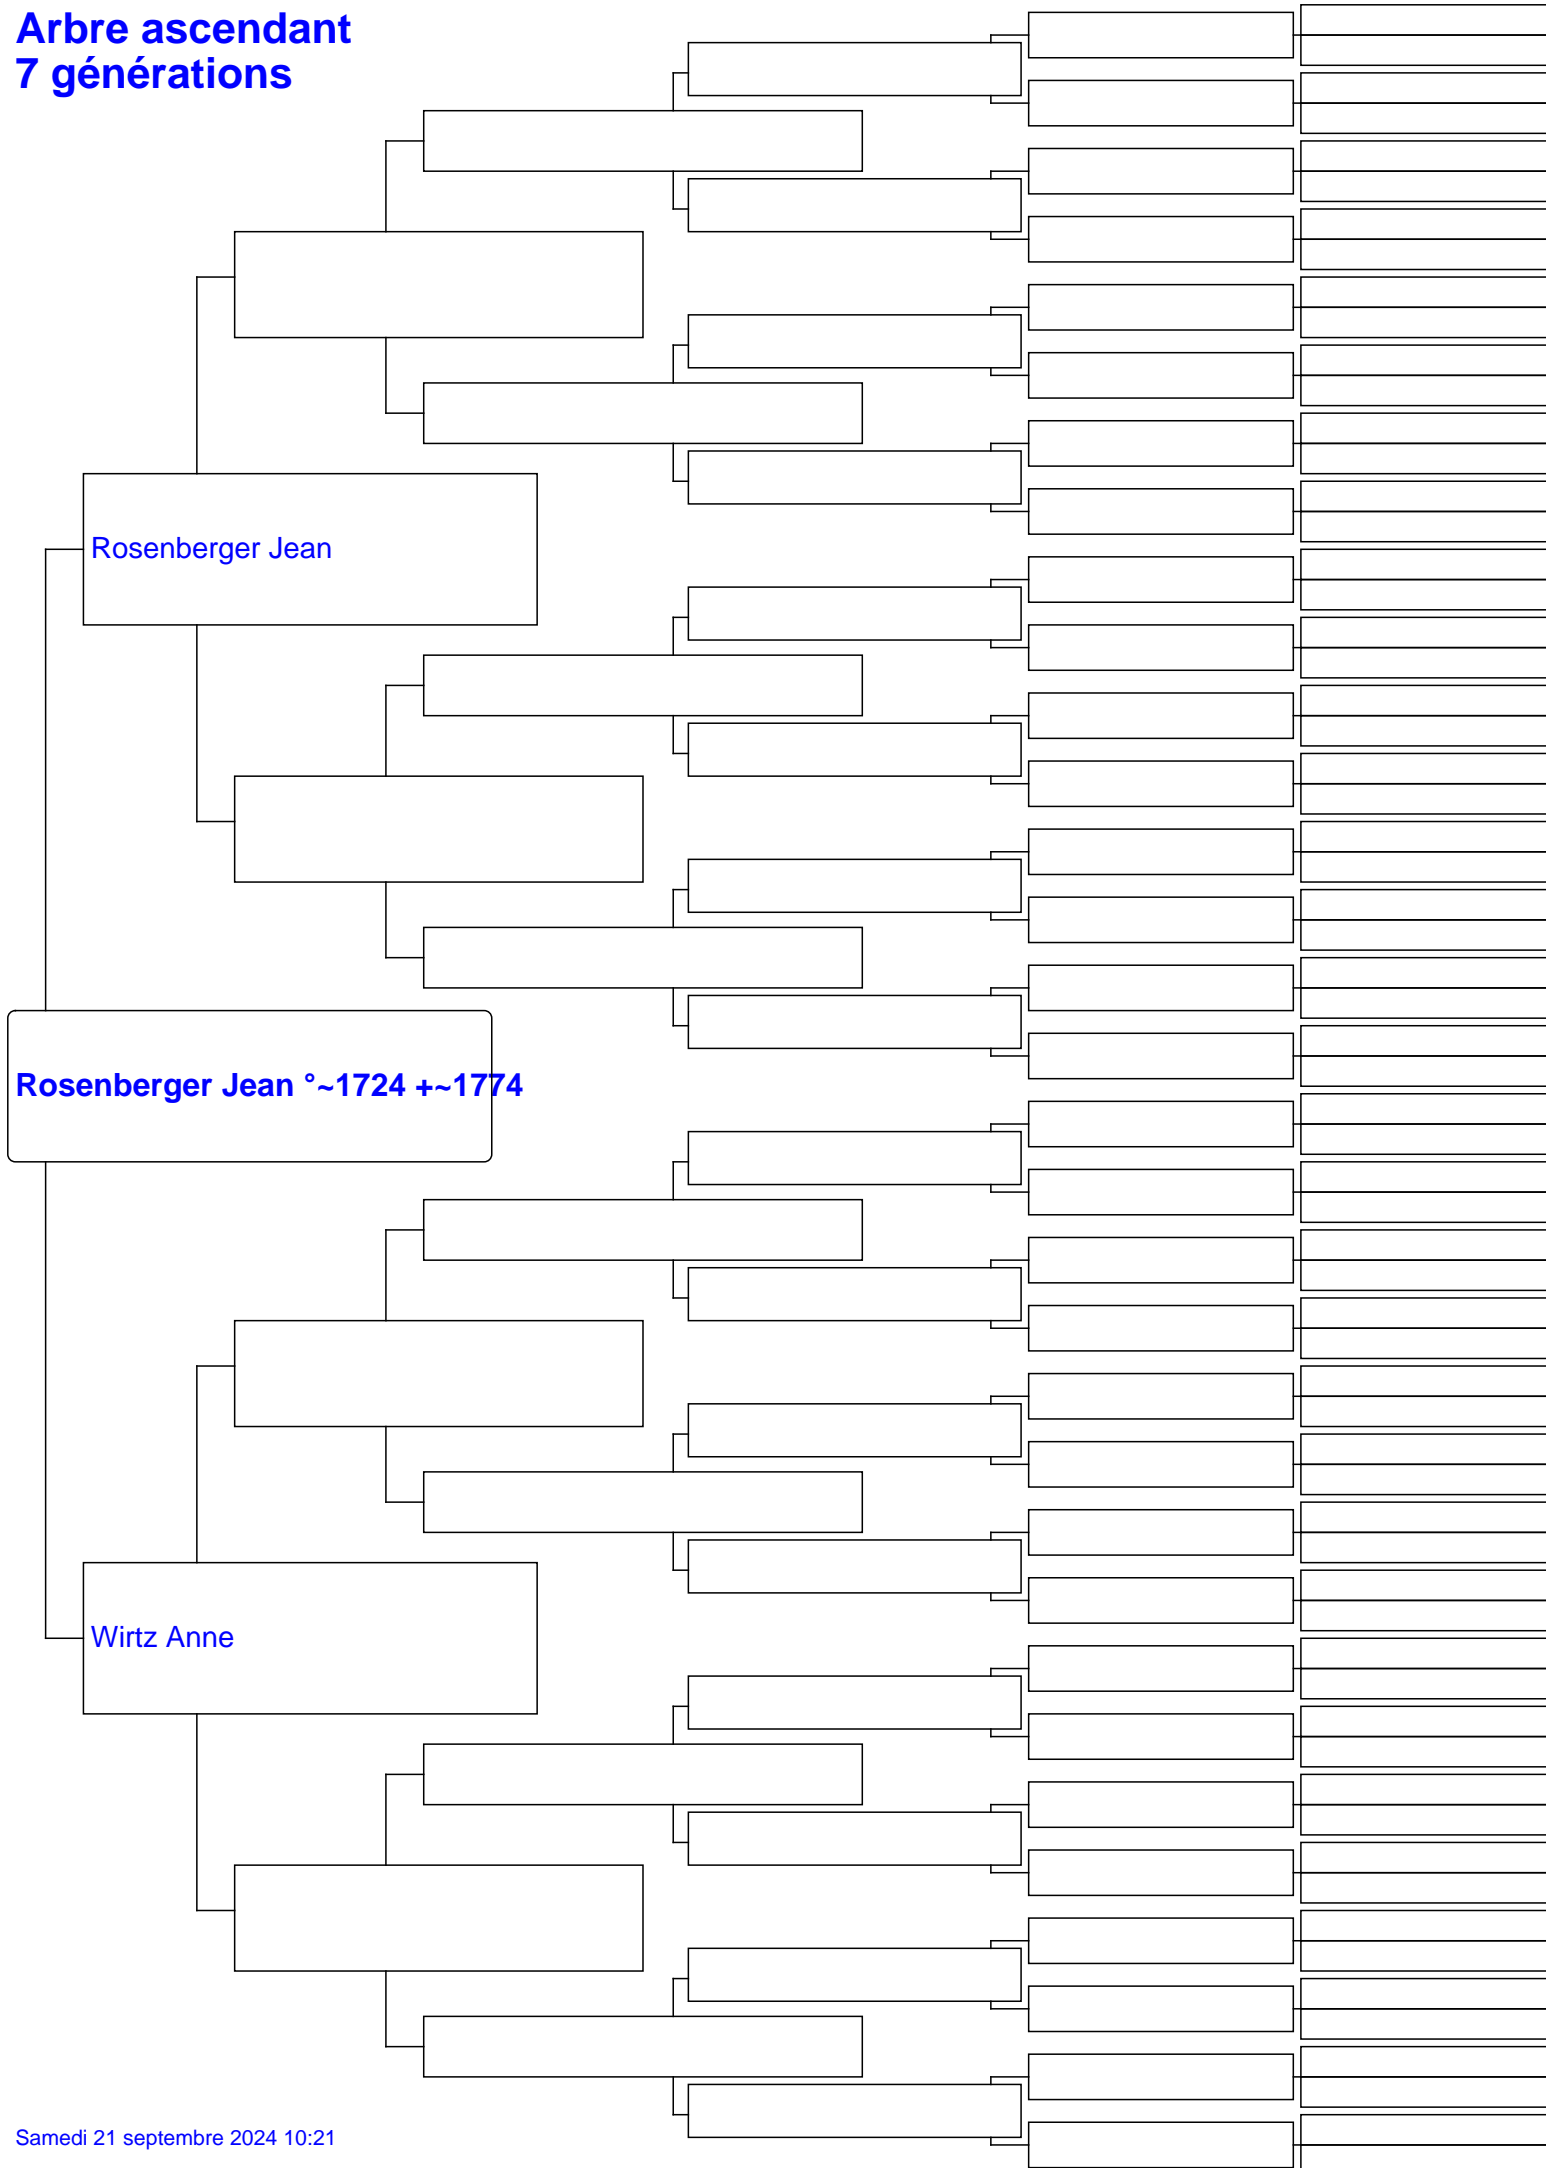 Arbre ascendant
7 générations
Rosenberger Jean
Rosenberger Jean °~1724 +~1774
Wirtz Anne
Samedi 21 septembre 2024 10:21